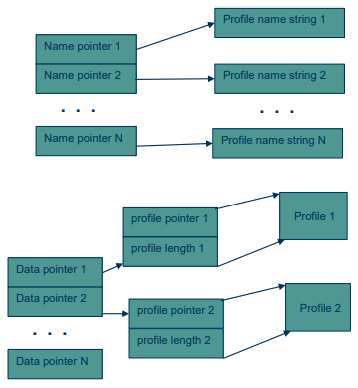 Name pointer 1
Profile name string 1
Name pointer 2
Profile name string 2
. . .
. . .
Name pointer N
Profile name string N
profile pointer 1
Profile 1
profile length 1
Data pointer 1
Data pointer 2
profile pointer 2
Profile 2
. . .
profile length 2
Data pointer N